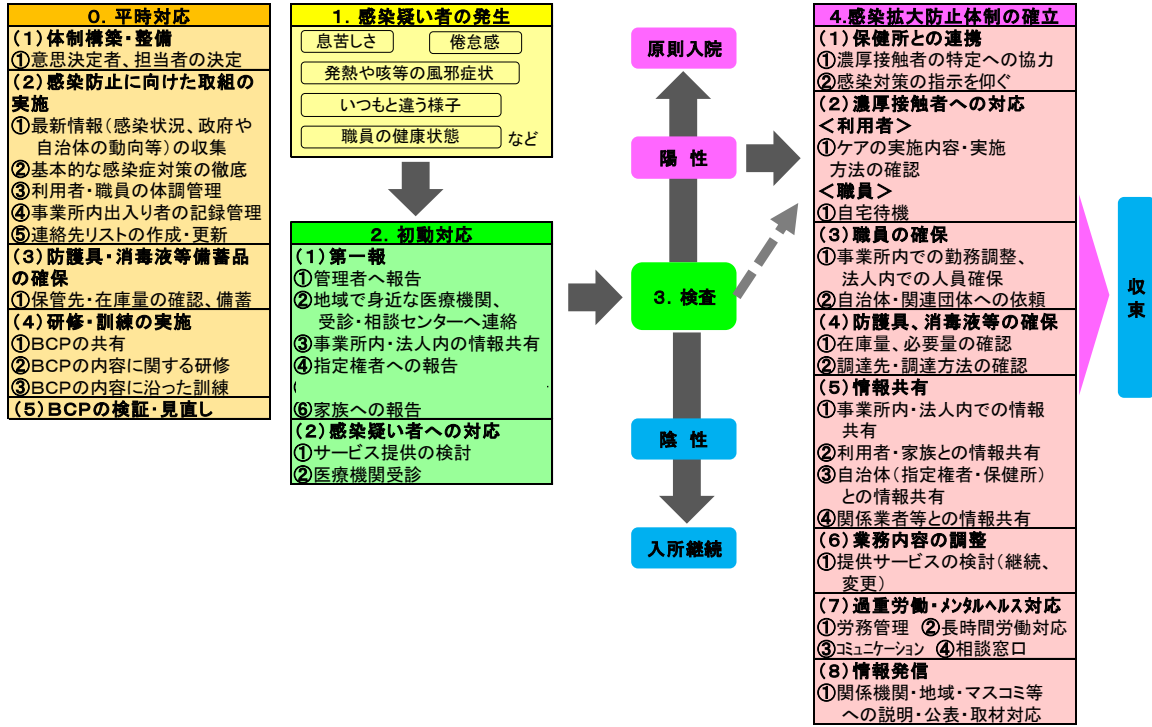 0．平時対応
（1）体制構築・整備
①意思決定者、担当者の決定
（2）感染防止に向けた取組の
実施
①最新情報（感染状況、政府や
自治体の動向等）の収集
②基本的な感染症対策の徹底
③利用者・職員の体調管理
④事業所内出入り者の記録管理
⑤連絡先リストの作成・更新
（3）防護具・消毒液等備蓄品
の確保
①保管先・在庫量の確認、備蓄
（4）研修・訓練の実施
①BCPの共有
②BCPの内容に関する研修
③BCPの内容に沿った訓練
（5）BCPの検証・見直し
1．感染疑い者の発生
息苦しさ
倦怠感
発熱や咳等の風邪症状
いつもと違う様子
職員の健康状態
など
2．初動対応
（1）第一報
①管理者へ報告
②地域で身近な医療機関、
受診・相談センターへ連絡
③事業所内・法人内の情報共有
④指定権者への報告
⑥家族への報告
（2）感染疑い者への対応
①サービス提供の検討
②医療機関受診
原則入院
陽 性
3．検査
陰 性
入所継続
4.感染拡大防止体制の確立
（1）保健所との連携
①濃厚接触者の特定への協力
②感染対策の指示を仰ぐ
（2）濃厚接触者への対応
＜利用者＞
①ケアの実施内容・実施
方法の確認
＜職員＞
①自宅待機
（3）職員の確保
①事業所内での勤務調整、
法人内での人員確保
②自治体・関連団体への依頼
（4）防護具、消毒液等の確保
①在庫量、必要量の確認
②調達先・調達方法の確認
（5）情報共有
①事業所内・法人内での情報
共有
②利用者・家族との情報共有
③自治体（指定権者・保健所）
との情報共有
④関係業者等との情報共有
（6）業務内容の調整
①提供サービスの検討（継続、
変更）
（7）過重労働・メンタルヘルス対応
①労務管理 ②長時間労働対応
③コミュニケーション ④相談窓口
（8）情報発信
①関係機関・地域・マスコミ等
への説明・公表・取材対応
収束